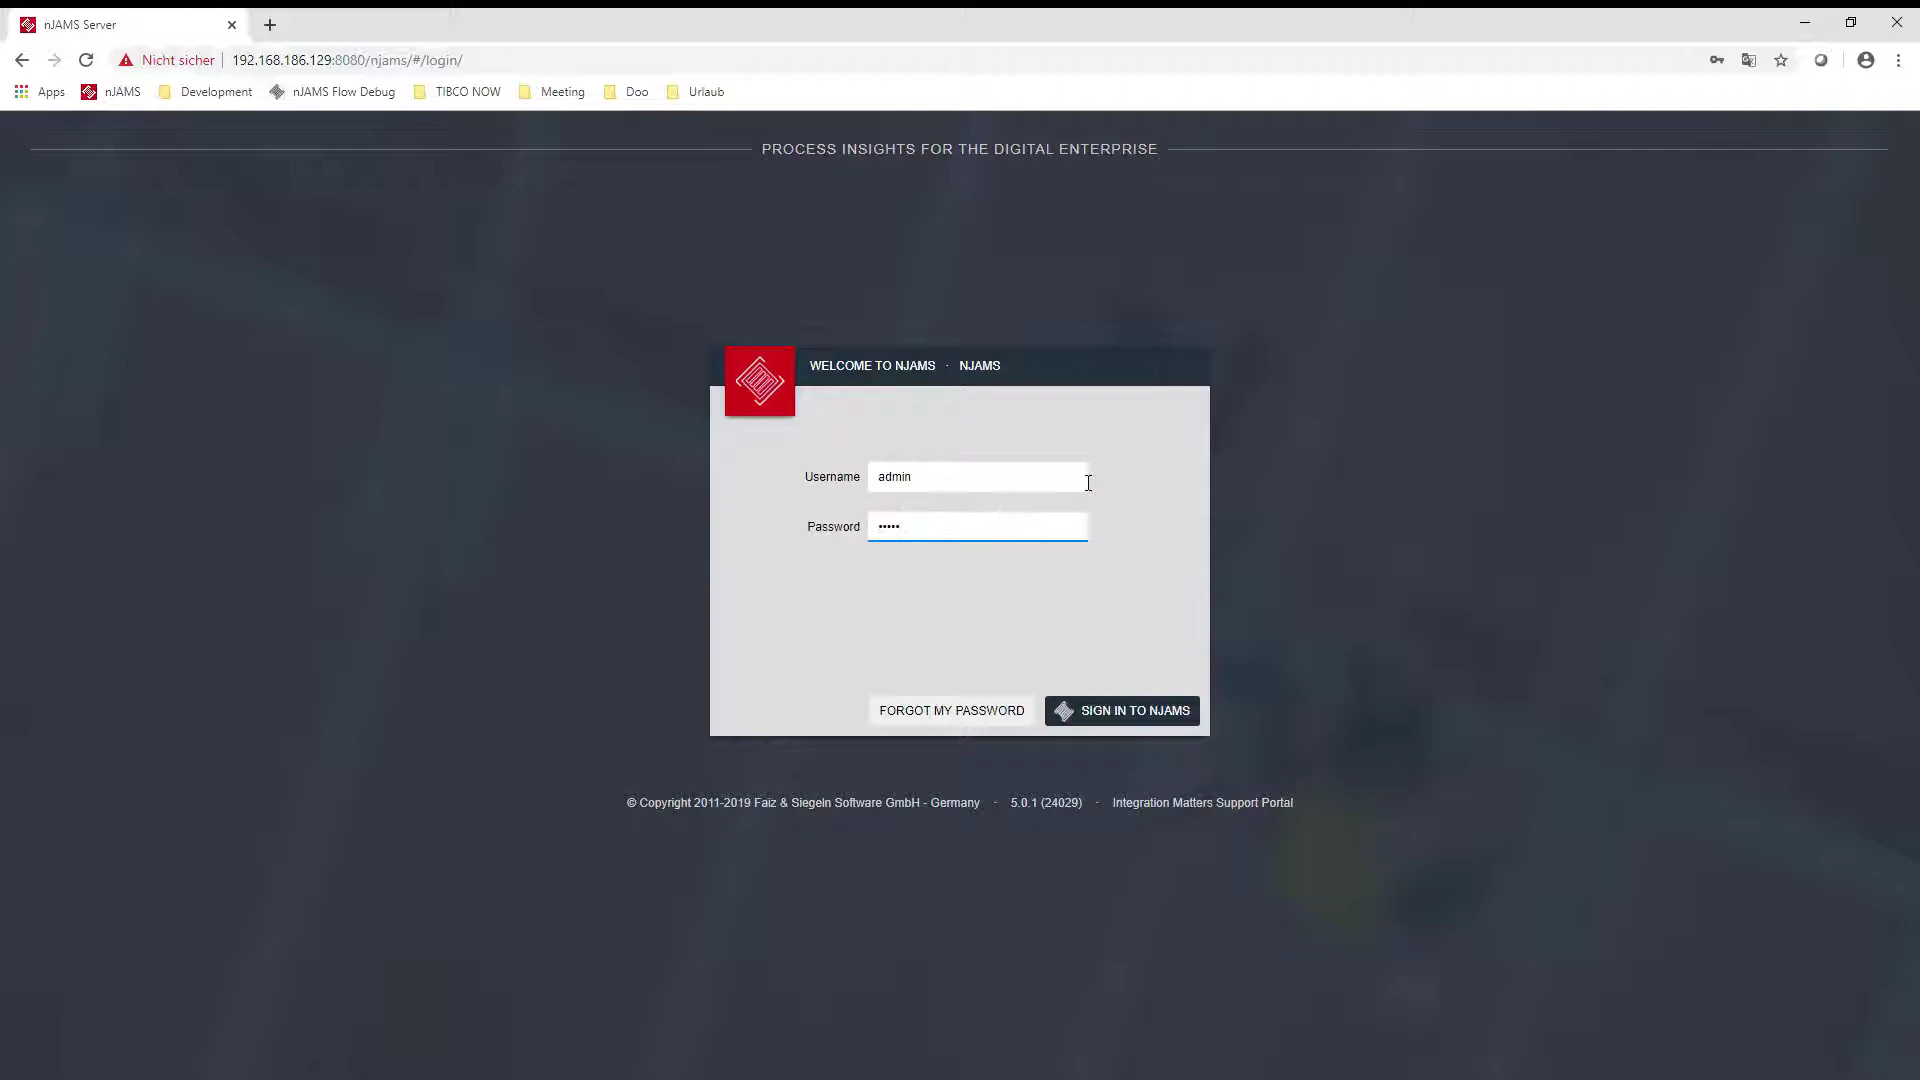 nJAMS Server
Nicht sicher 192.168.186.129:8080/njams/#/login/
Apps nJAMS Development nJAMS Flow Debug TIBCO NOW Meeting Doo Urlaub
PROCESS INSIGHTS FOR THE DIGITAL ENTERPRISE
WELCOME TO NJAMS · NJAMS
Username admin
Password •••••
FORGOT MY PASSWORD SIGN IN TO NJAMS
© Copyright 2011-2019 Faiz & Siegeln Software GmbH - Germany - 5.0.1 (24029) - Integration Matters Support Portal